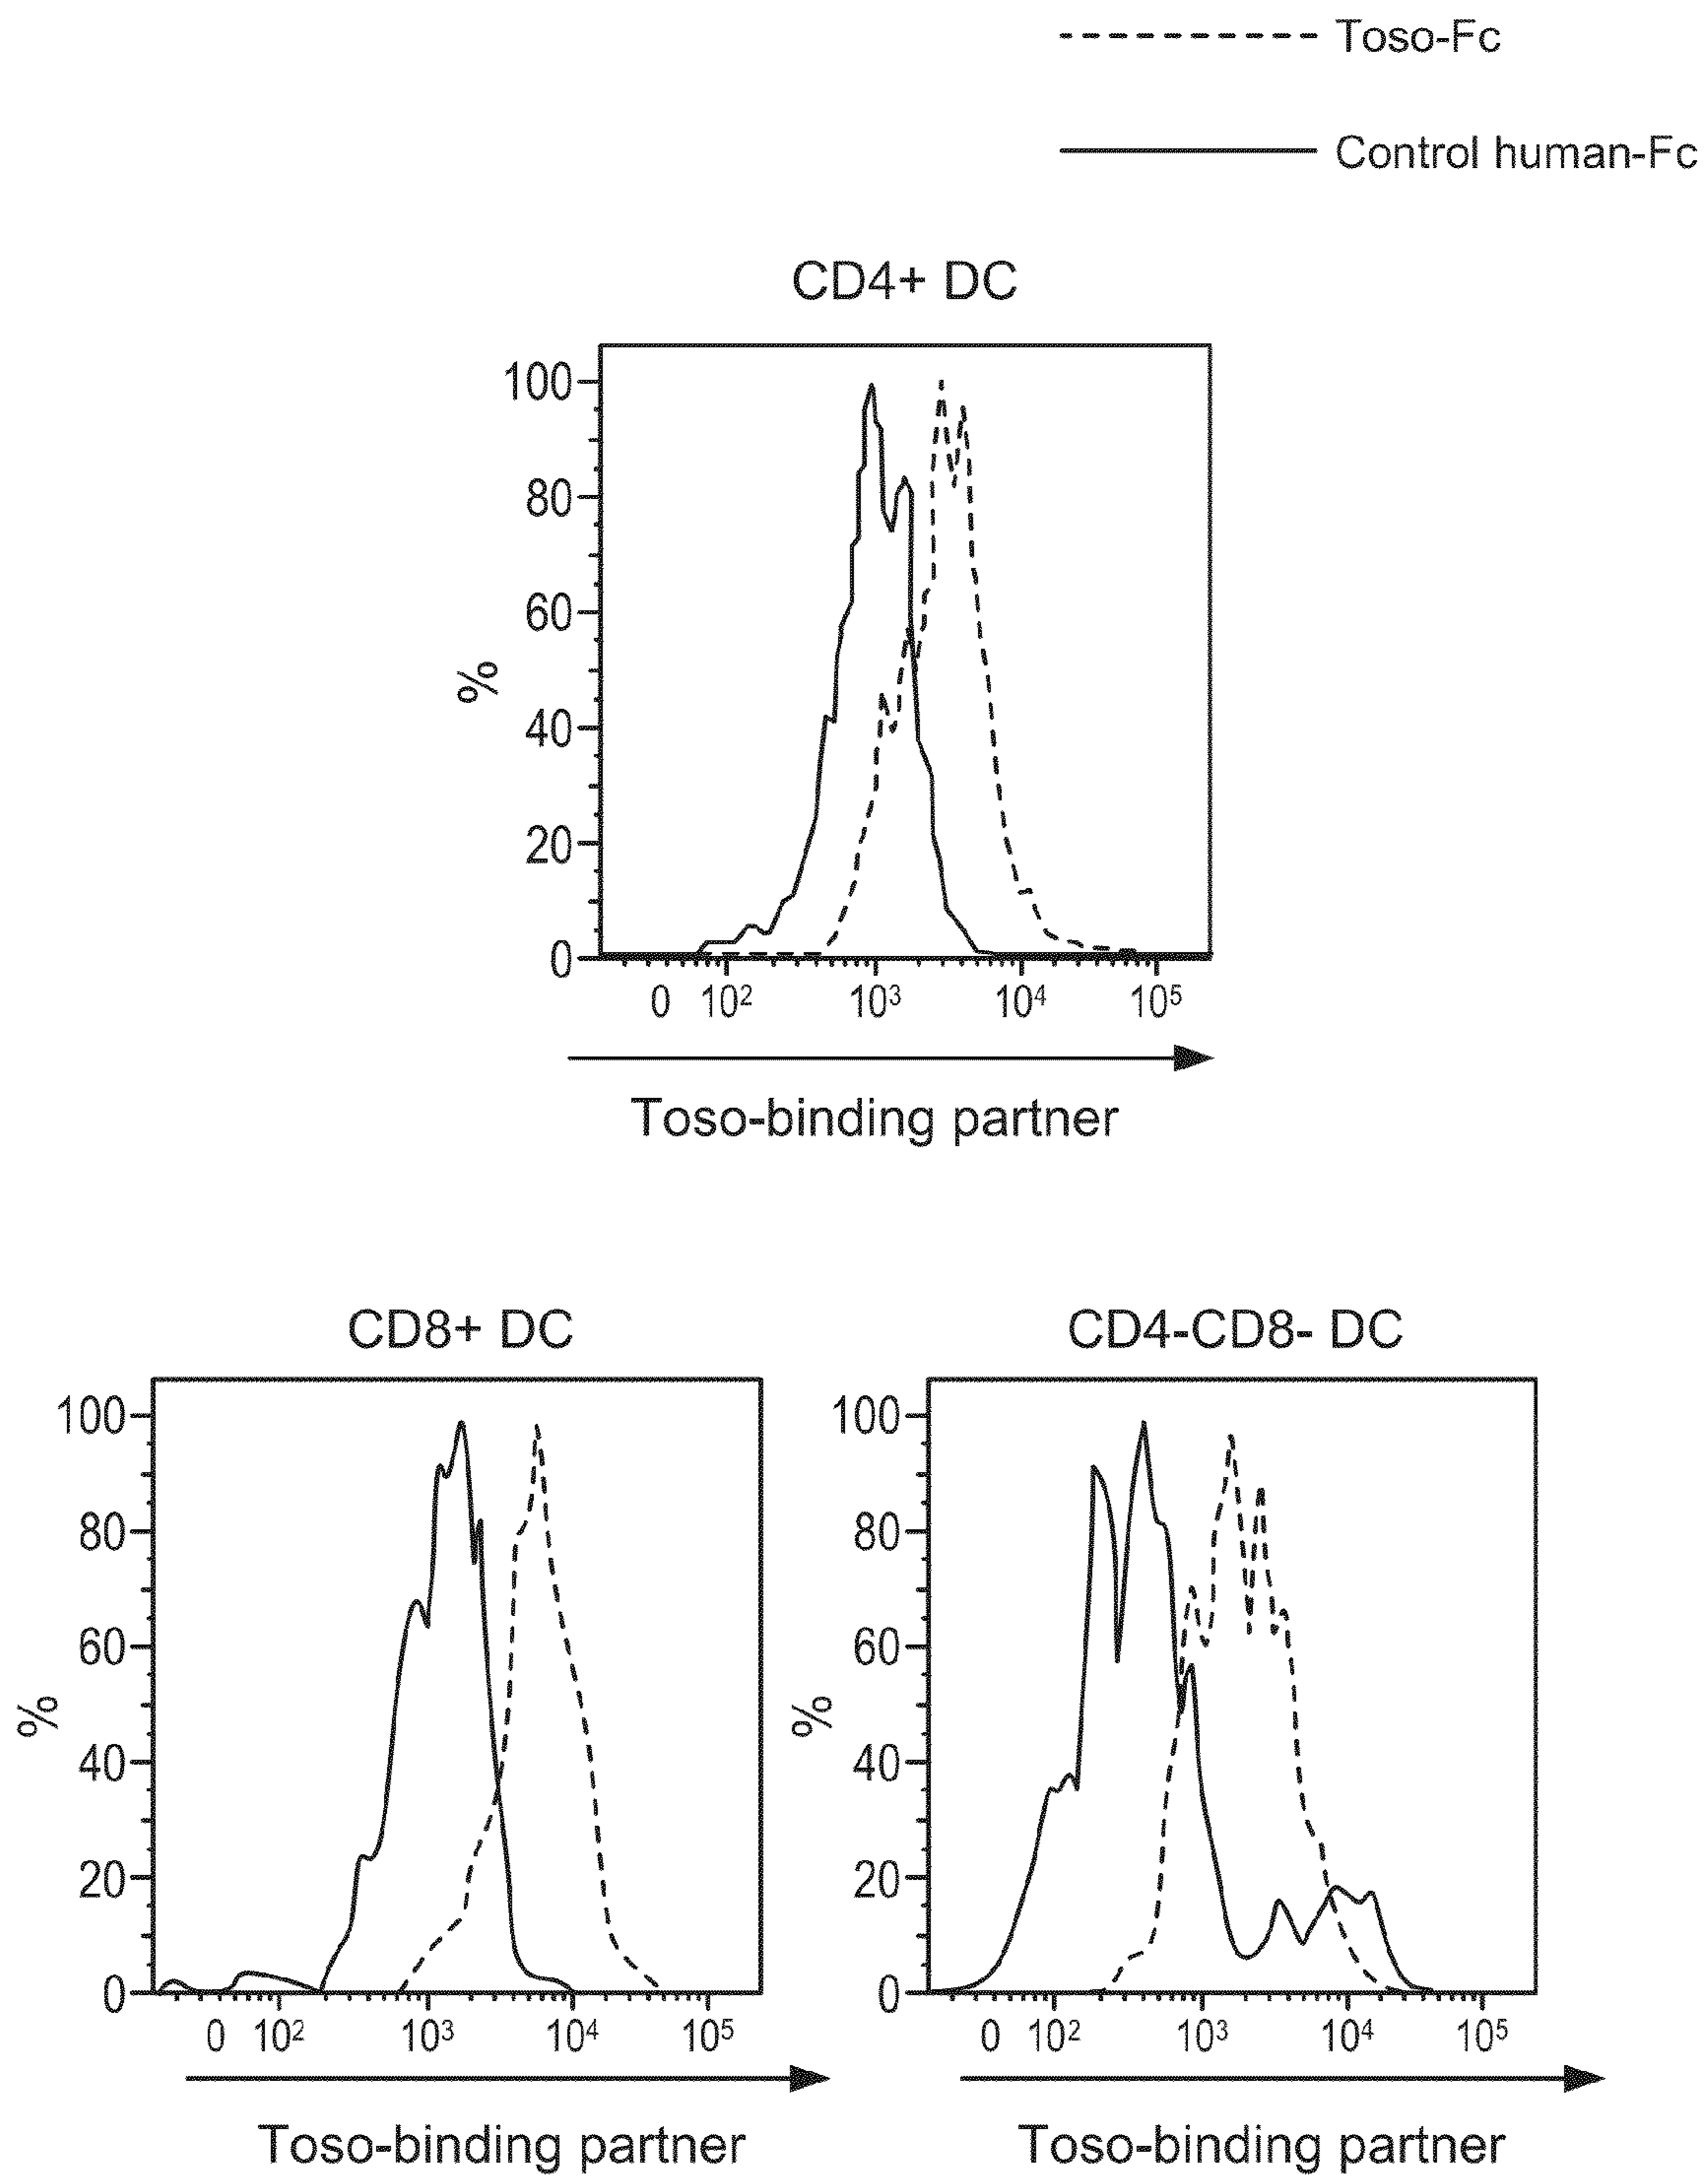 Toso-Fc
Control human-Fc
CD4+ DC
100
80
60
40
20
0
%
0 10² 10³ 10⁴ 10⁵
Toso-binding partner
CD8+ DC
100
80
60
40
20
0
%
0 10² 10³ 10⁴ 10⁵
Toso-binding partner
CD4-CD8- DC
100
80
60
40
20
0
%
0 10² 10³ 10⁴ 10⁵
Toso-binding partner